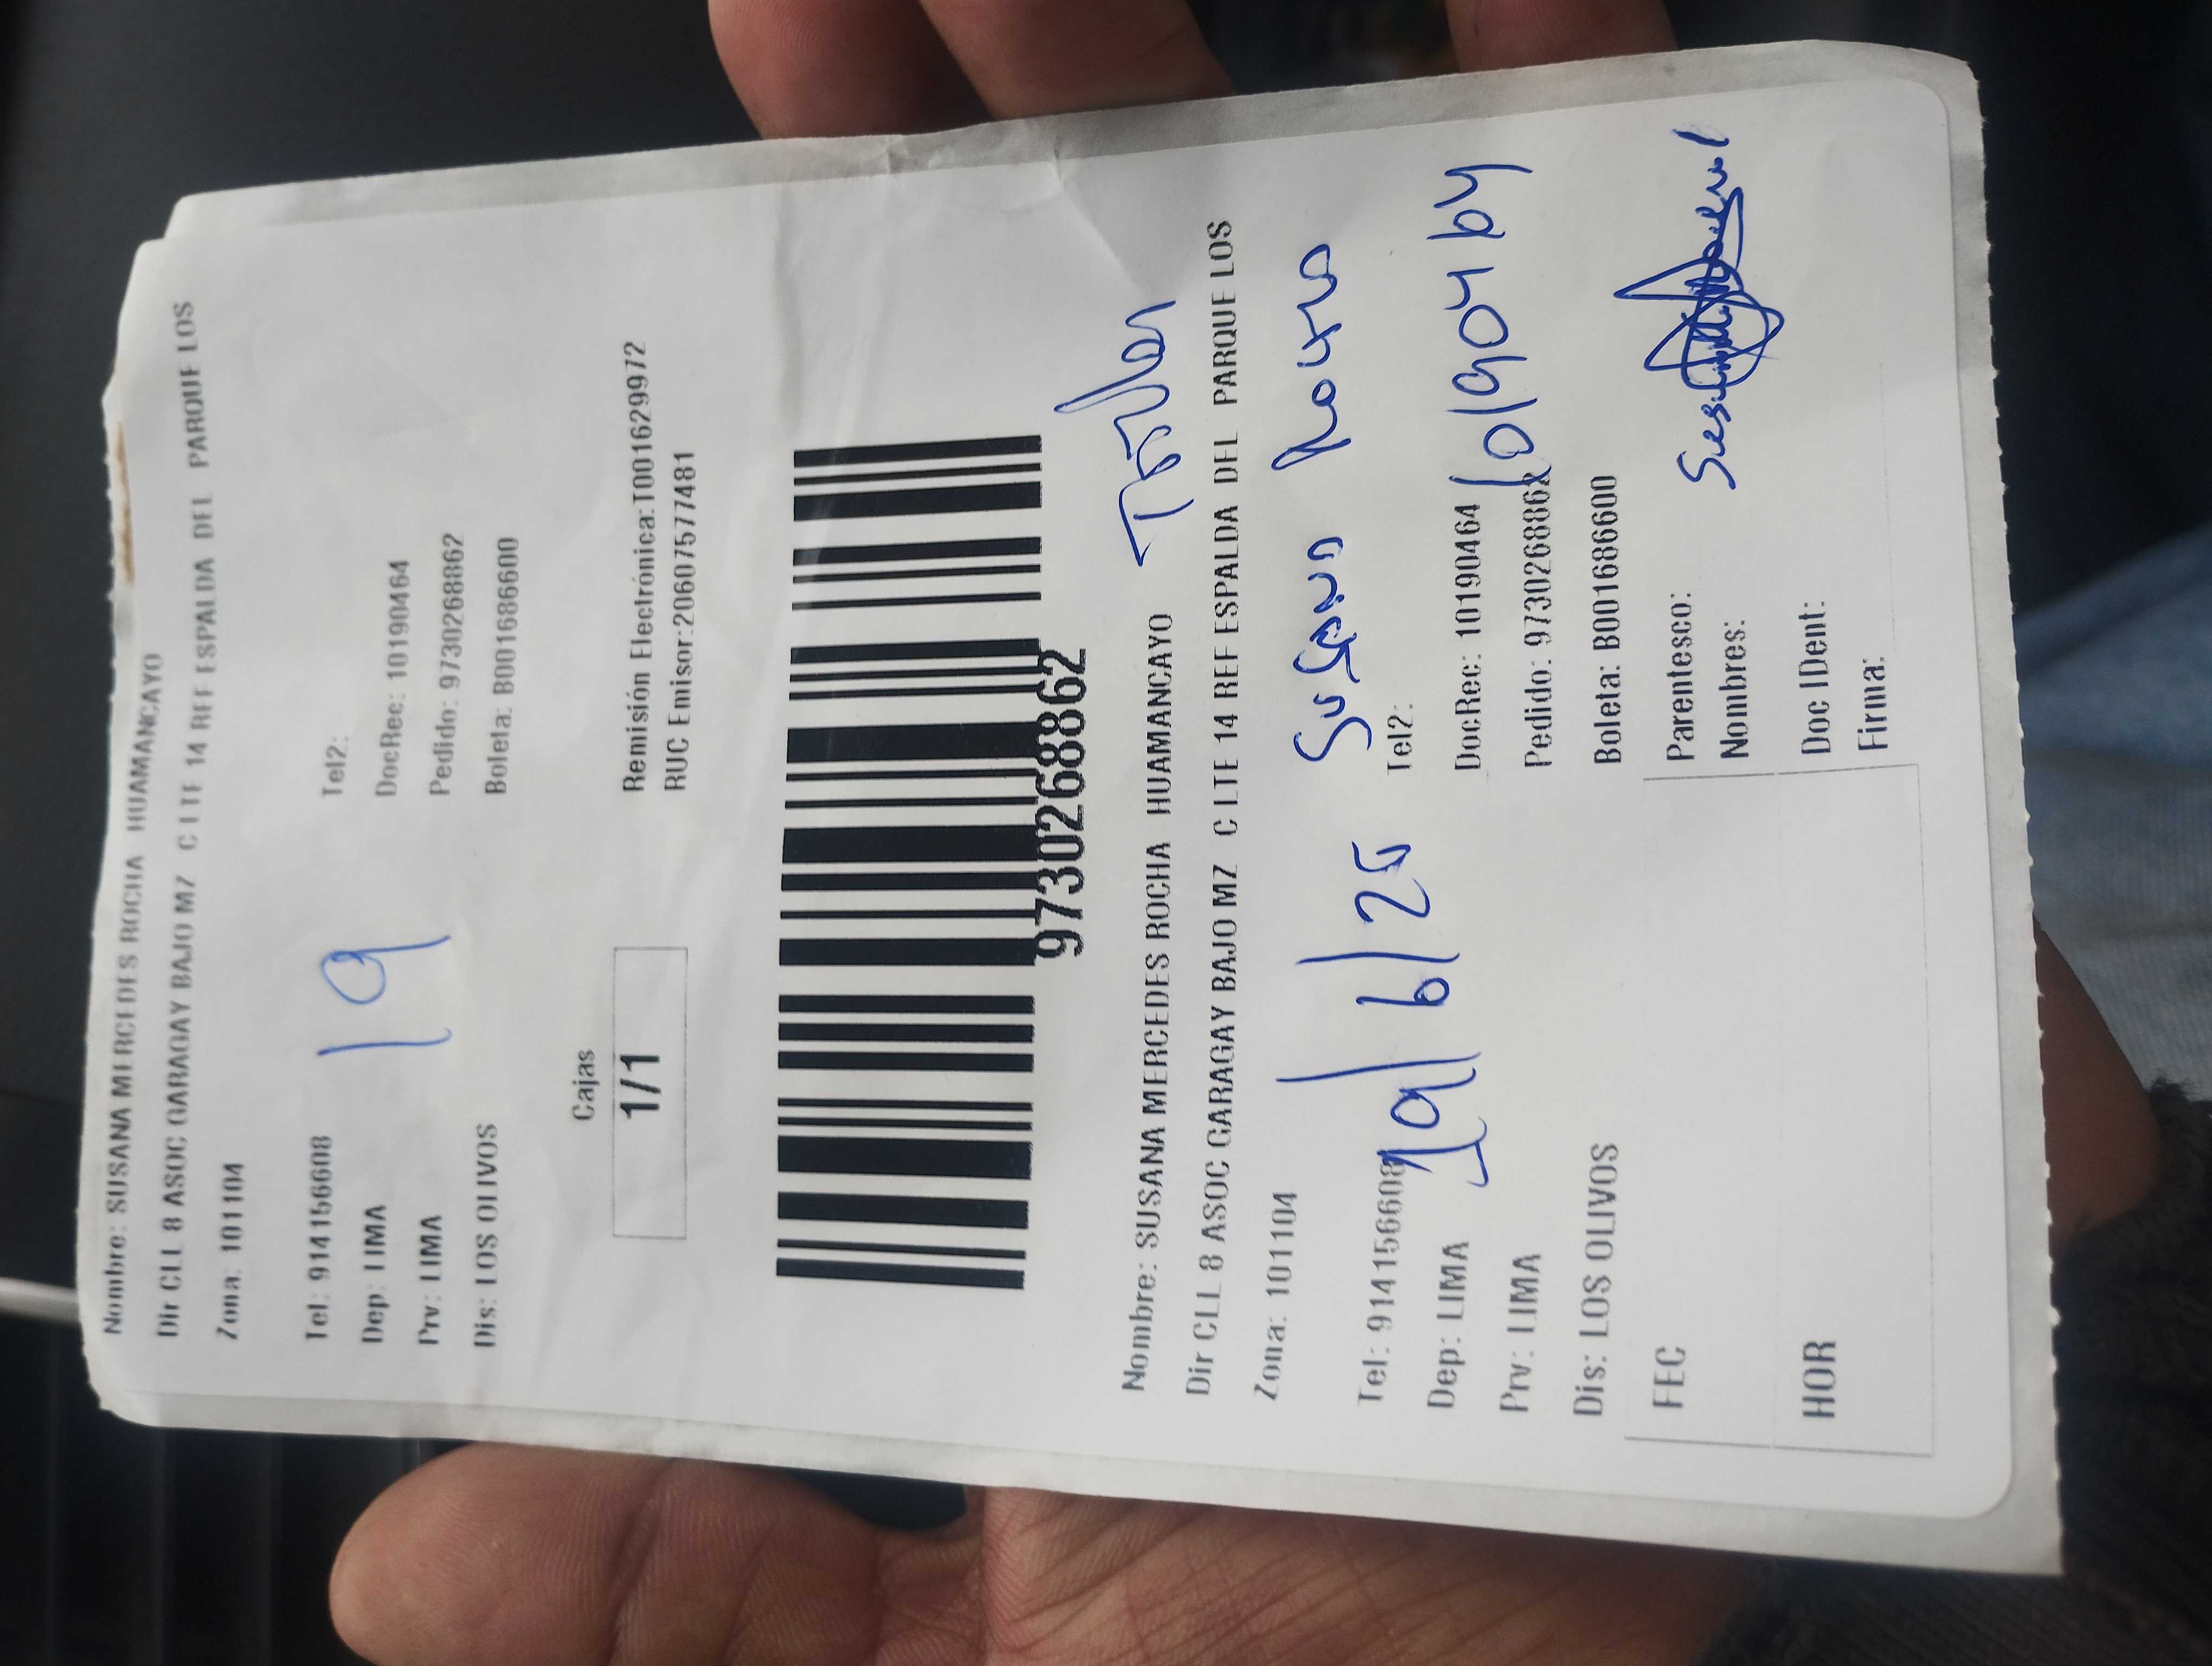 Nombre: SUSANA MERCEDES ROCHA HUAMANCAYO
Dir CLL 8 ASOC GARAGAY BAJO MZ C LTE 14 REF ESPALDA DEL PARQUE LOS
Zona: 101104
Tel: 914156608 Tel2:
19
Dep: LIMA DocRec: 10190464
Prv: LIMA Pedido: 9730268862
Dis: LOS OLIVOS Boleta: B001686600
Cajas
1/1
Remisión Electrónica:T001629972
RUC Emisor:20607577481
9730268862
Nombre: SUSANA MERCEDES ROCHA HUAMANCAYO
Dir CLL 8 ASOC GARAGAY BAJO MZ C LTE 14 REF ESPALDA DEL PARQUE LOS
Zona: 101104
Susana
Tel: 914156608 Tel2:
19/6/25
Dep: LIMA DocRec: 10190464
10190464
Prv: LIMA Pedido: 9730268862
Dis: LOS OLIVOS Boleta: B001686600
FEC Parentesco:
Nombres:
HOR Doc IDent:
Firma: